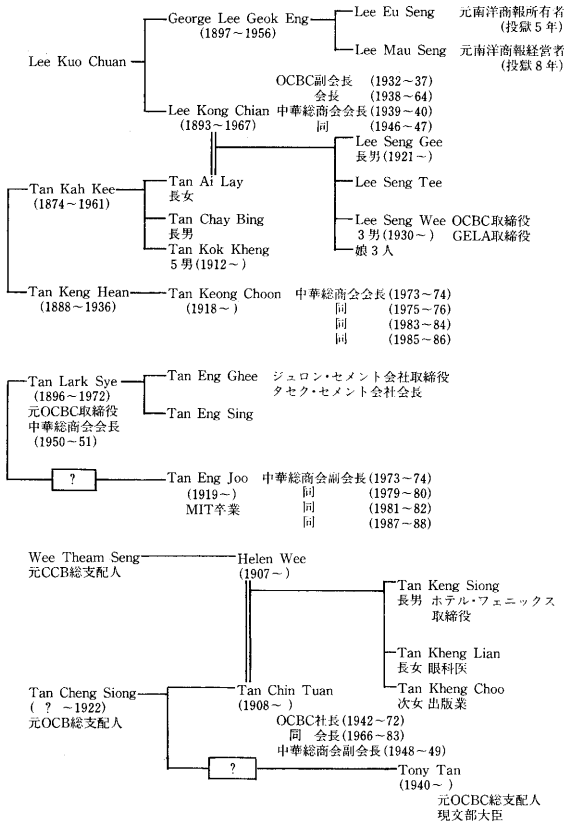 George Lee Geok Eng
(1897～1956)
Lee Eu Seng 元南洋商報所有者
(投獄5年)
Lee Mau Seng 元南洋商報経営者
(投獄8年)
Lee Kuo Chuan
OCBC副会長 (1932～37)
会長 (1938～64)
Lee Kong Chian 中華総商会会長 (1939～40)
(1893～1967) 同 (1946～47)
Lee Seng Gee
長男(1921～)
Tan Kah Kee
(1874～1961)
Tan Ai Lay
長女
Lee Seng Tee
Tan Chay Bing
長男
Lee Seng Wee OCBC取締役
3男(1930～) GELA取締役
Tan Kok Kheng
5男(1912～)
娘3人
Tan Keng Hean
(1888～1936)
Tan Keong Choon 中華総商会会長 (1973～74)
(1918～) 同 (1975～76)
同 (1983～84)
同 (1985～86)
Tan Lark Sye
(1896～1972)
元OCBC取締役
中華総商会会長
(1950～51)
Tan Eng Ghee ジュロン・セメント会社取締役
タセク・セメント会社会長
Tan Eng Sing
?
Tan Eng Joo 中華総商会副会長(1973～74)
(1919～) 同 (1979～80)
MIT卒業 同 (1981～82)
同 (1987～88)
Wee Theam Seng
元CCB総支配人
Helen Wee
(1907～)
Tan Keng Siong
長男 ホテル・フェニックス
取締役
Tan Kheng Lian
長女 眼科医
Tan Kheng Choo
次女 出版業
Tan Cheng Siong
( ? ～1922)
元OCB総支配人
Tan Chin Tuan
(1908～)
OCBC社長(1942～72)
同 会長(1966～83)
中華総商会副会長(1948～49)
?
Tony Tan
(1940～)
元OCBC総支配人
現文部大臣